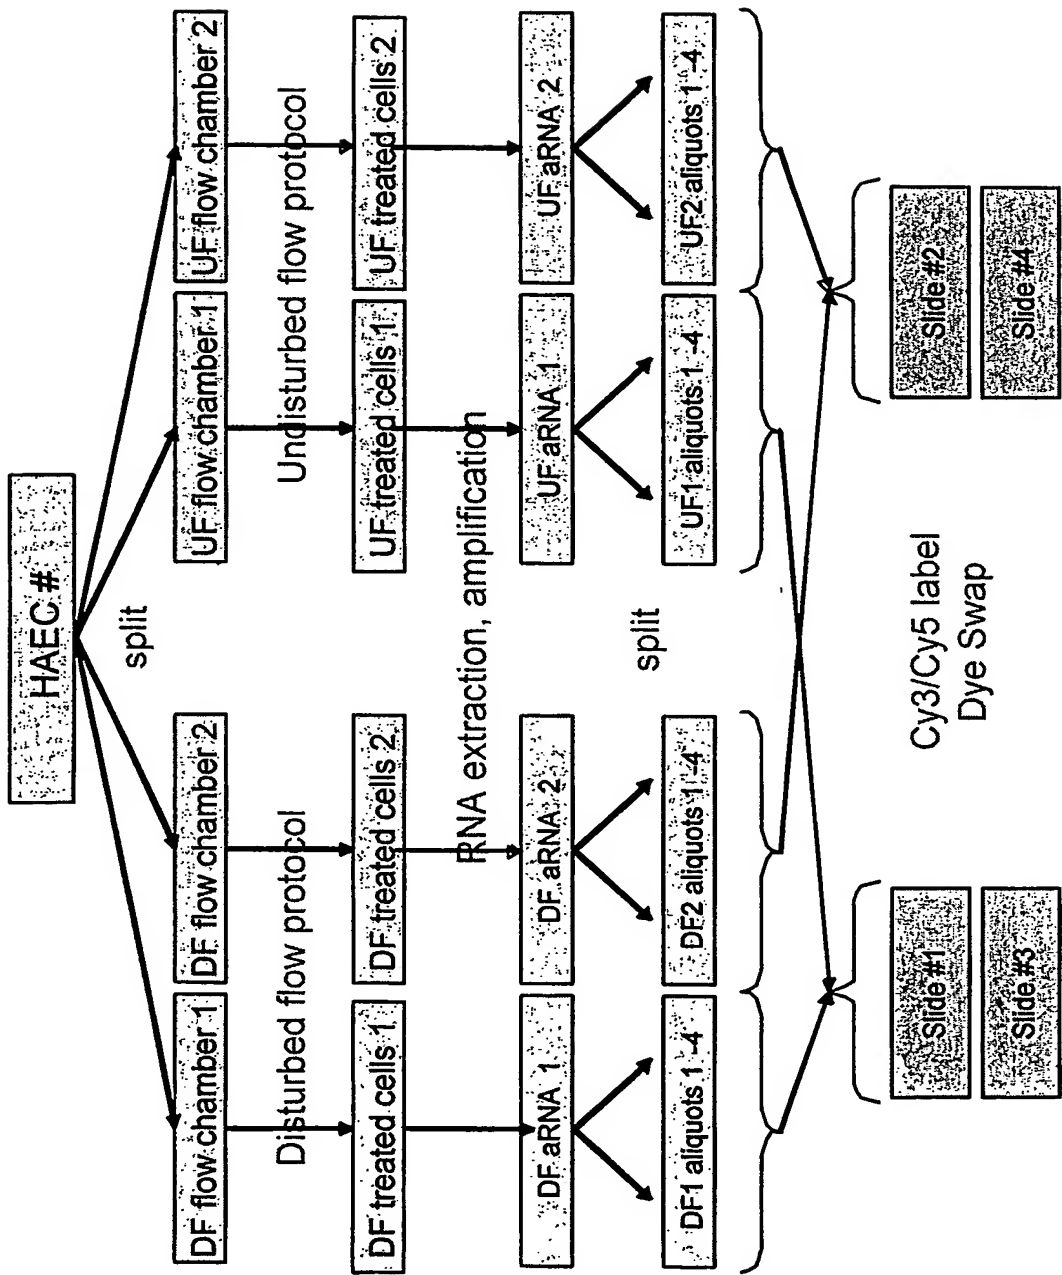 HAEC #
split
DF flow chamber 1
DF flow chamber 2
UF flow chamber 1
UF flow chamber 2
Disturbed flow protocol
Undisturbed flow protocol
DF treated cells 1
DF treated cells 2
UF treated cells 1
UF treated cells 2
RNA extraction, amplification
DF aRNA 1
DF aRNA 2
UF aRNA 1
UF aRNA 2
split
DF1 aliquots 1 -4
DF2 aliquots 1 -4
UF1 aliquots 1 -4
UF2 aliquots 1 -4
Slide #1
Slide #3
Cy3/Cy5 label
Dye Swap
Slide #2
Slide #4